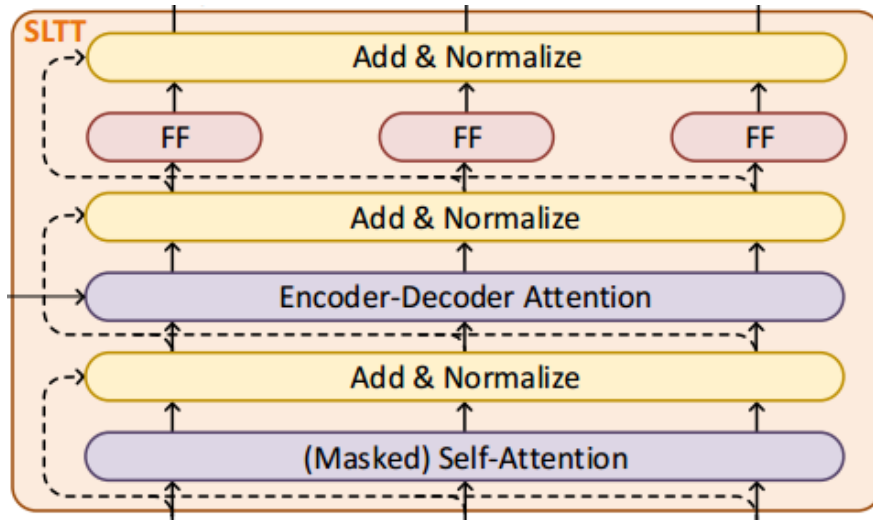 SLTT
Add & Normalize
FF FF FF
Add & Normalize
Encoder-Decoder Attention
Add & Normalize
(Masked) Self-Attention